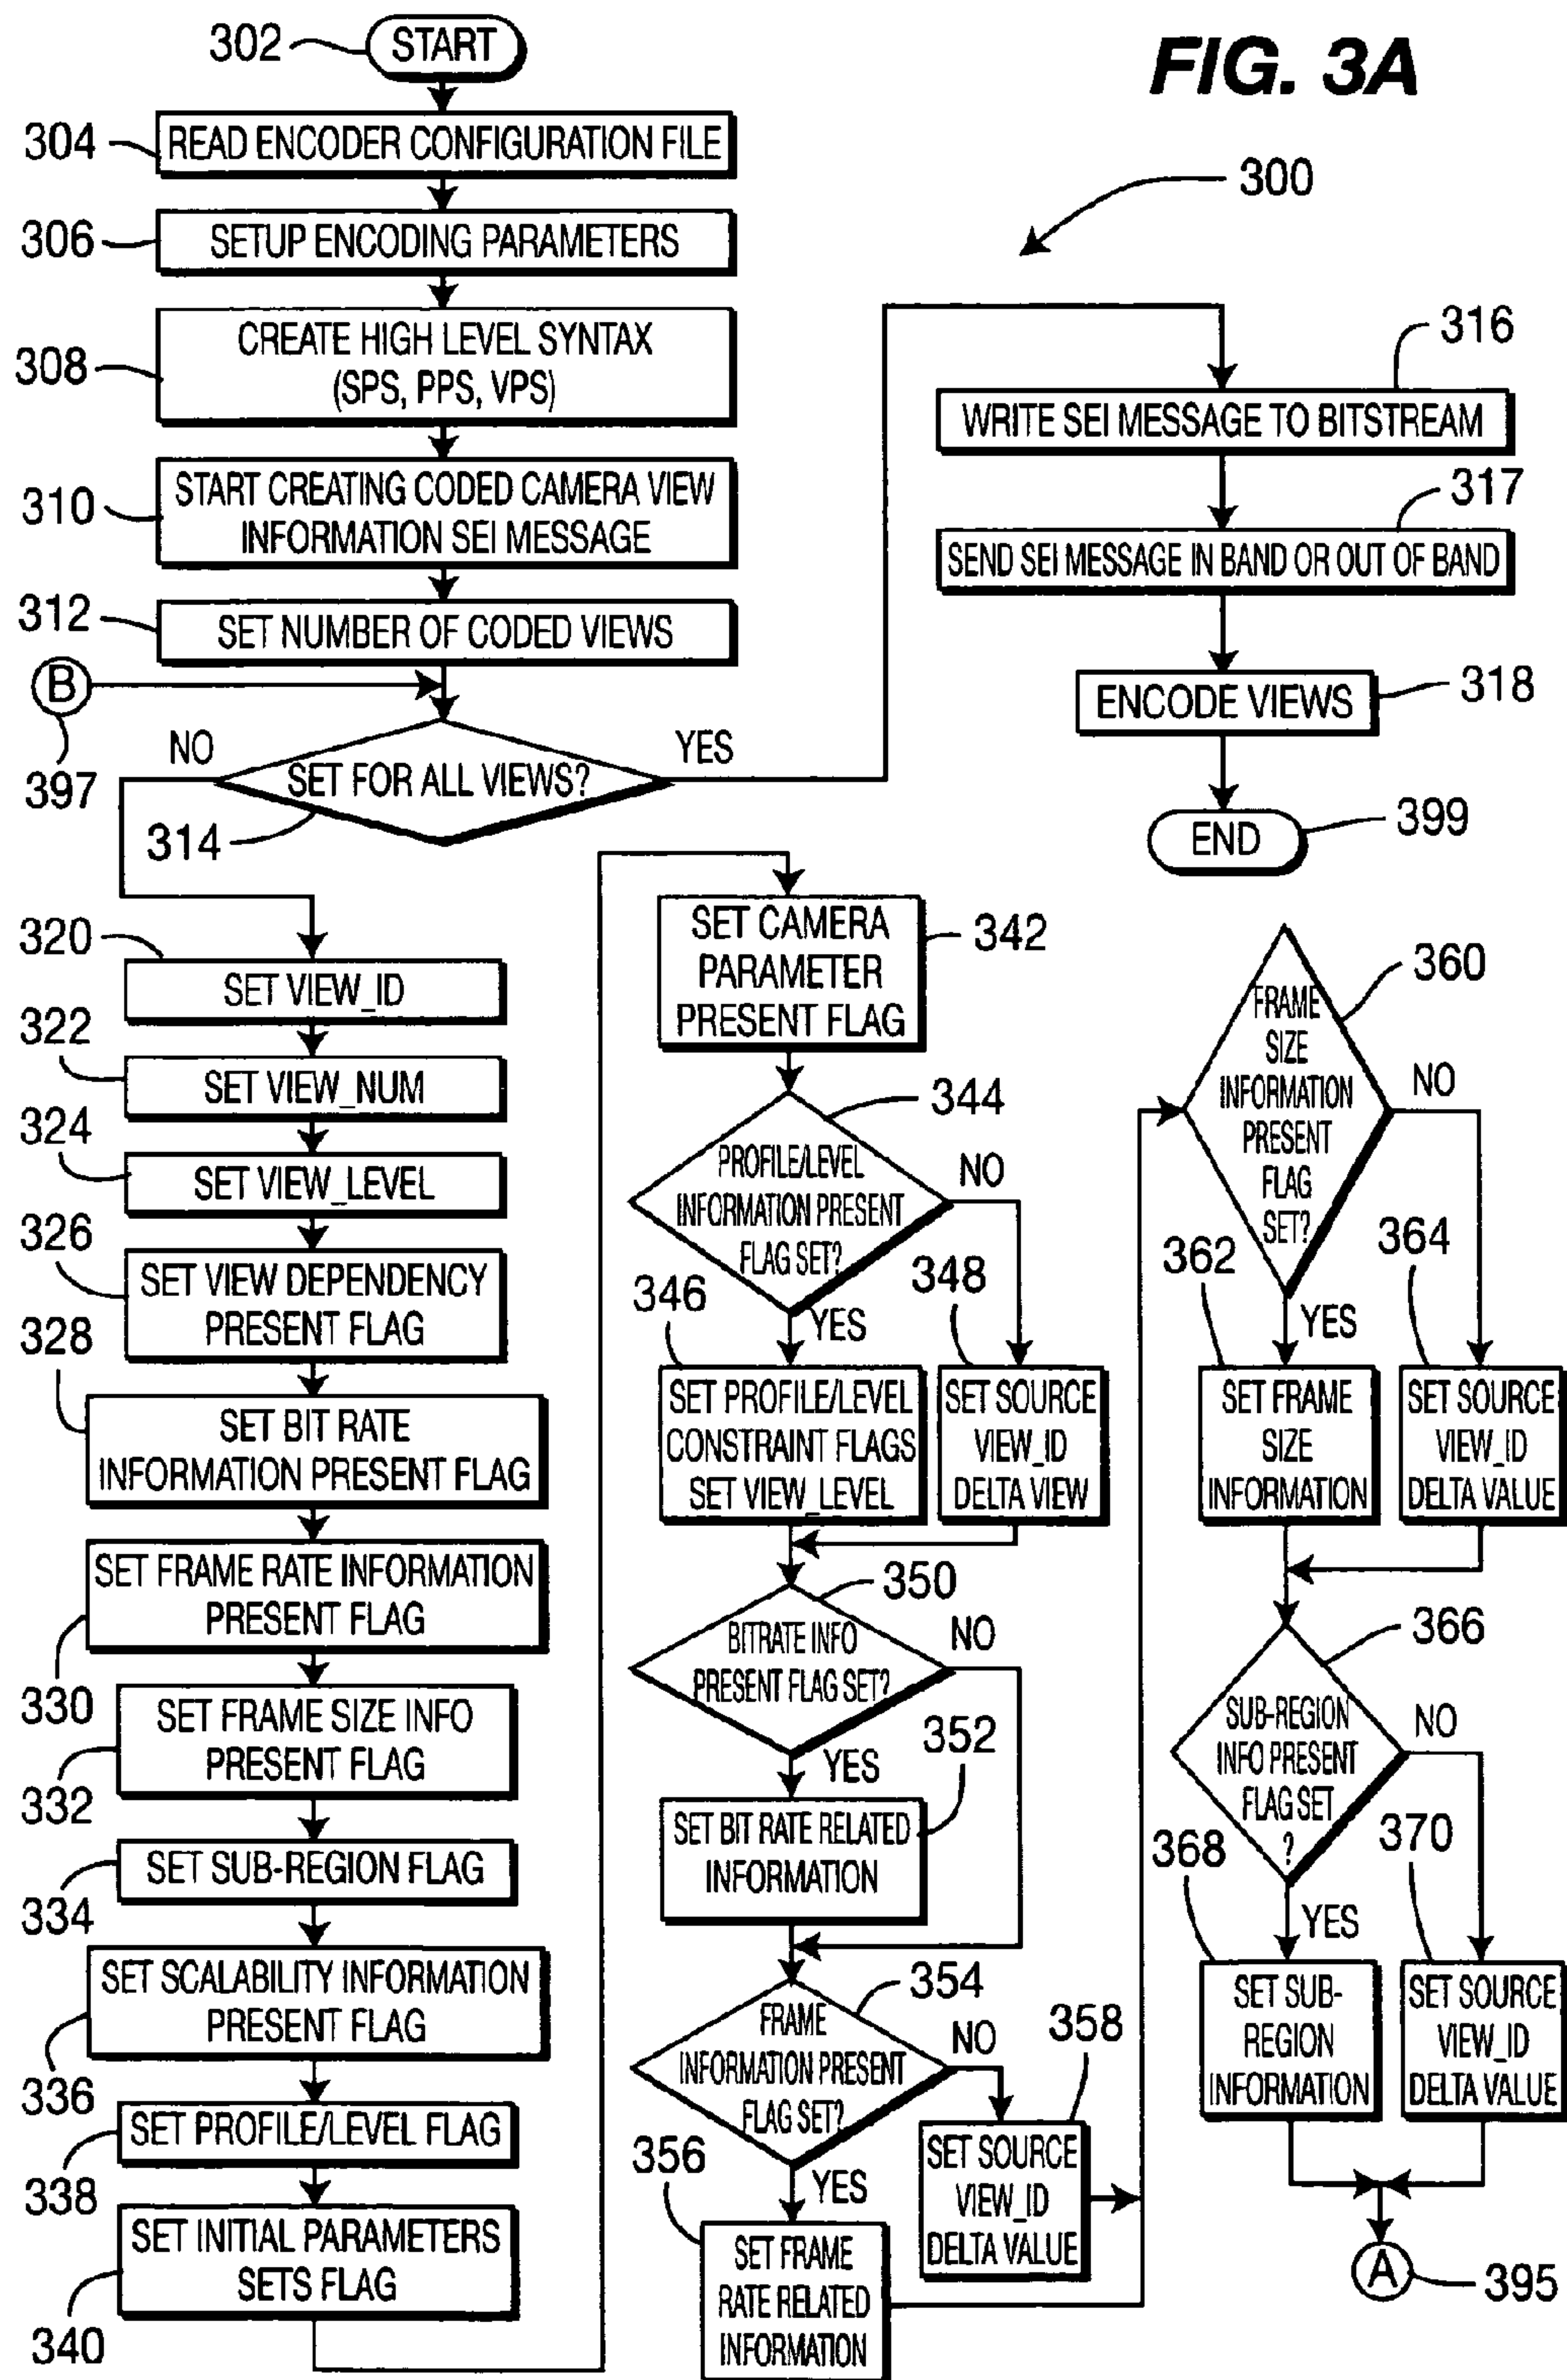 FIG. 3A
300
302
START
304
READ ENCODER CONFIGURATION FILE
306
SETUP ENCODING PARAMETERS
308
CREATE HIGH LEVEL SYNTAX
(SPS, PPS, VPS)
310
START CREATING CODED CAMERA VIEW
INFORMATION SEI MESSAGE
312
SET NUMBER OF CODED VIEWS
B
397
NO
YES
SET FOR ALL VIEWS?
314
316
WRITE SEI MESSAGE TO BITSTREAM
317
SEND SEI MESSAGE IN BAND OR OUT OF BAND
ENCODE VIEWS
318
END
399
320
SET VIEW_ID
322
SET VIEW_NUM
324
SET VIEW_LEVEL
326
SET VIEW DEPENDENCY
PRESENT FLAG
328
SET BIT RATE
INFORMATION PRESENT FLAG
SET FRAME RATE INFORMATION
PRESENT FLAG
330
SET FRAME SIZE INFO
PRESENT FLAG
332
SET SUB-REGION FLAG
334
SET SCALABILITY INFORMATION
PRESENT FLAG
336
SET PROFILE/LEVEL FLAG
338
SET INITIAL PARAMETERS
SETS FLAG
340
SET CAMERA
PARAMETER
PRESENT FLAG
342
344
PROFILE/LEVEL
INFORMATION PRESENT
FLAG SET?
NO
YES
346
SET PROFILE/LEVEL
CONSTRAINT FLAGS
SET VIEW_LEVEL
348
SET SOURCE
VIEW_ID
DELTA VIEW
350
BITRATE INFO
PRESENT FLAG SET?
NO
YES
352
SET BIT RATE RELATED
INFORMATION
354
FRAME
INFORMATION PRESENT
FLAG SET?
NO
YES
356
SET FRAME
RATE RELATED
INFORMATION
358
SET SOURCE
VIEW_ID
DELTA VALUE
360
FRAME
SIZE
INFORMATION
PRESENT
FLAG
SET?
NO
YES
362
SET FRAME
SIZE
INFORMATION
364
SET SOURCE
VIEW_ID
DELTA VALUE
366
SUB-REGION
INFO PRESENT
FLAG SET
?
NO
YES
368
SET SUB-
REGION
INFORMATION
370
SET SOURCE
VIEW_ID
DELTA VALUE
A
395